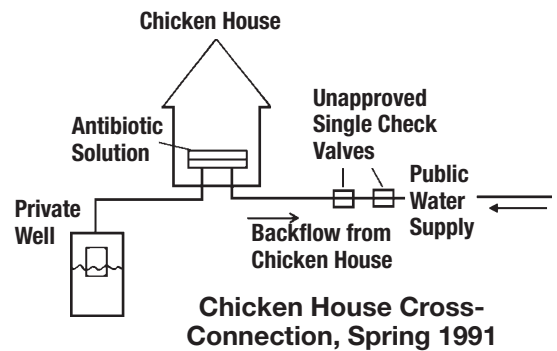 Chicken House
Antibiotic
Solution
Unapproved
Single Check
Valves
Public
Water
Supply
Private
Well
Backflow from
Chicken House
Chicken House Cross-
Connection, Spring 1991